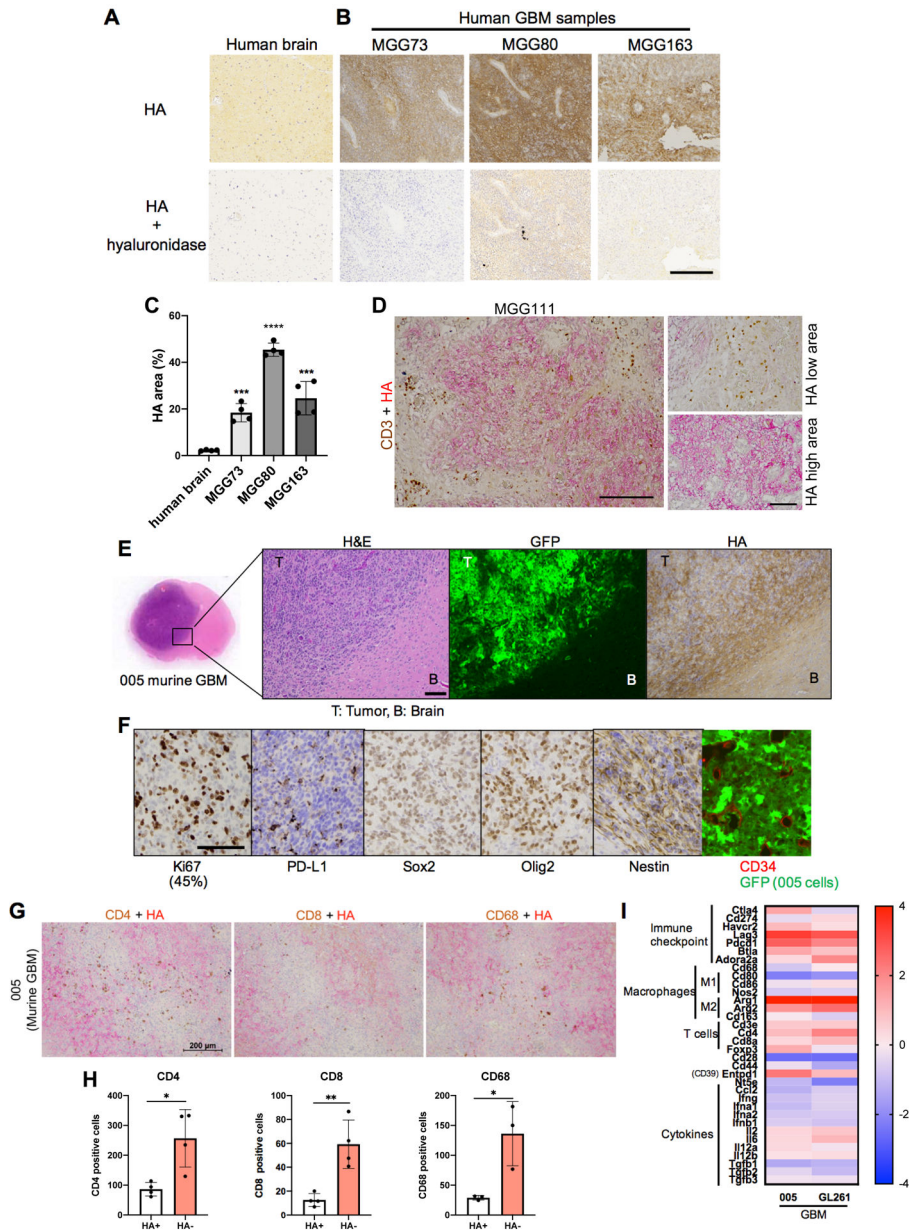 A
B
Human GBM samples
Human brain
MGG73
MGG80
MGG163
HA
HA
+
hyaluronidase
C
HA area (%)
60
40
20
0
***
****
***
human brain
MGG73
MGG80
MGG163
D
MGG111
CD3 + HA
HA low area
HA high area
E
H&E
GFP
HA
T
B
T
B
T
B
005 murine GBM
T: Tumor, B: Brain
F
Ki67
(45%)
PD-L1
Sox2
Olig2
Nestin
CD34
GFP (005 cells)
G
CD4 + HA
CD8 + HA
CD68 + HA
005
(Murine GBM)
200 µm
H
CD4
CD4 positive cells
400
300
200
100
0
*
HA+
HA-
CD8
CD8 positive cells
100
80
60
40
20
0
**
HA+
HA-
CD68
CD68 positive cells
200
150
100
50
0
*
HA+
HA-
I
Immune
checkpoint
Macrophages
M1
M2
T cells
(CD39)
Cytokines
Ctla4
Cd274
Havcr2
Lag3
Pdcd1
Btla
Adora2a
Cd68
Cd80
Cd86
Nos2
Arg1
Arg2
Cd163
Cd3e
Cd4
Cd8a
Foxp3
Cd28
Cd44
Entpd1
Nt5e
Ccl2
Ifng
Ifna1
Ifna2
Ifnb1
Il2
Il6
Il12a
Il12b
Tgfb1
Tgfb2
Tgfb3
005
GL261
GBM
4
2
0
-2
-4